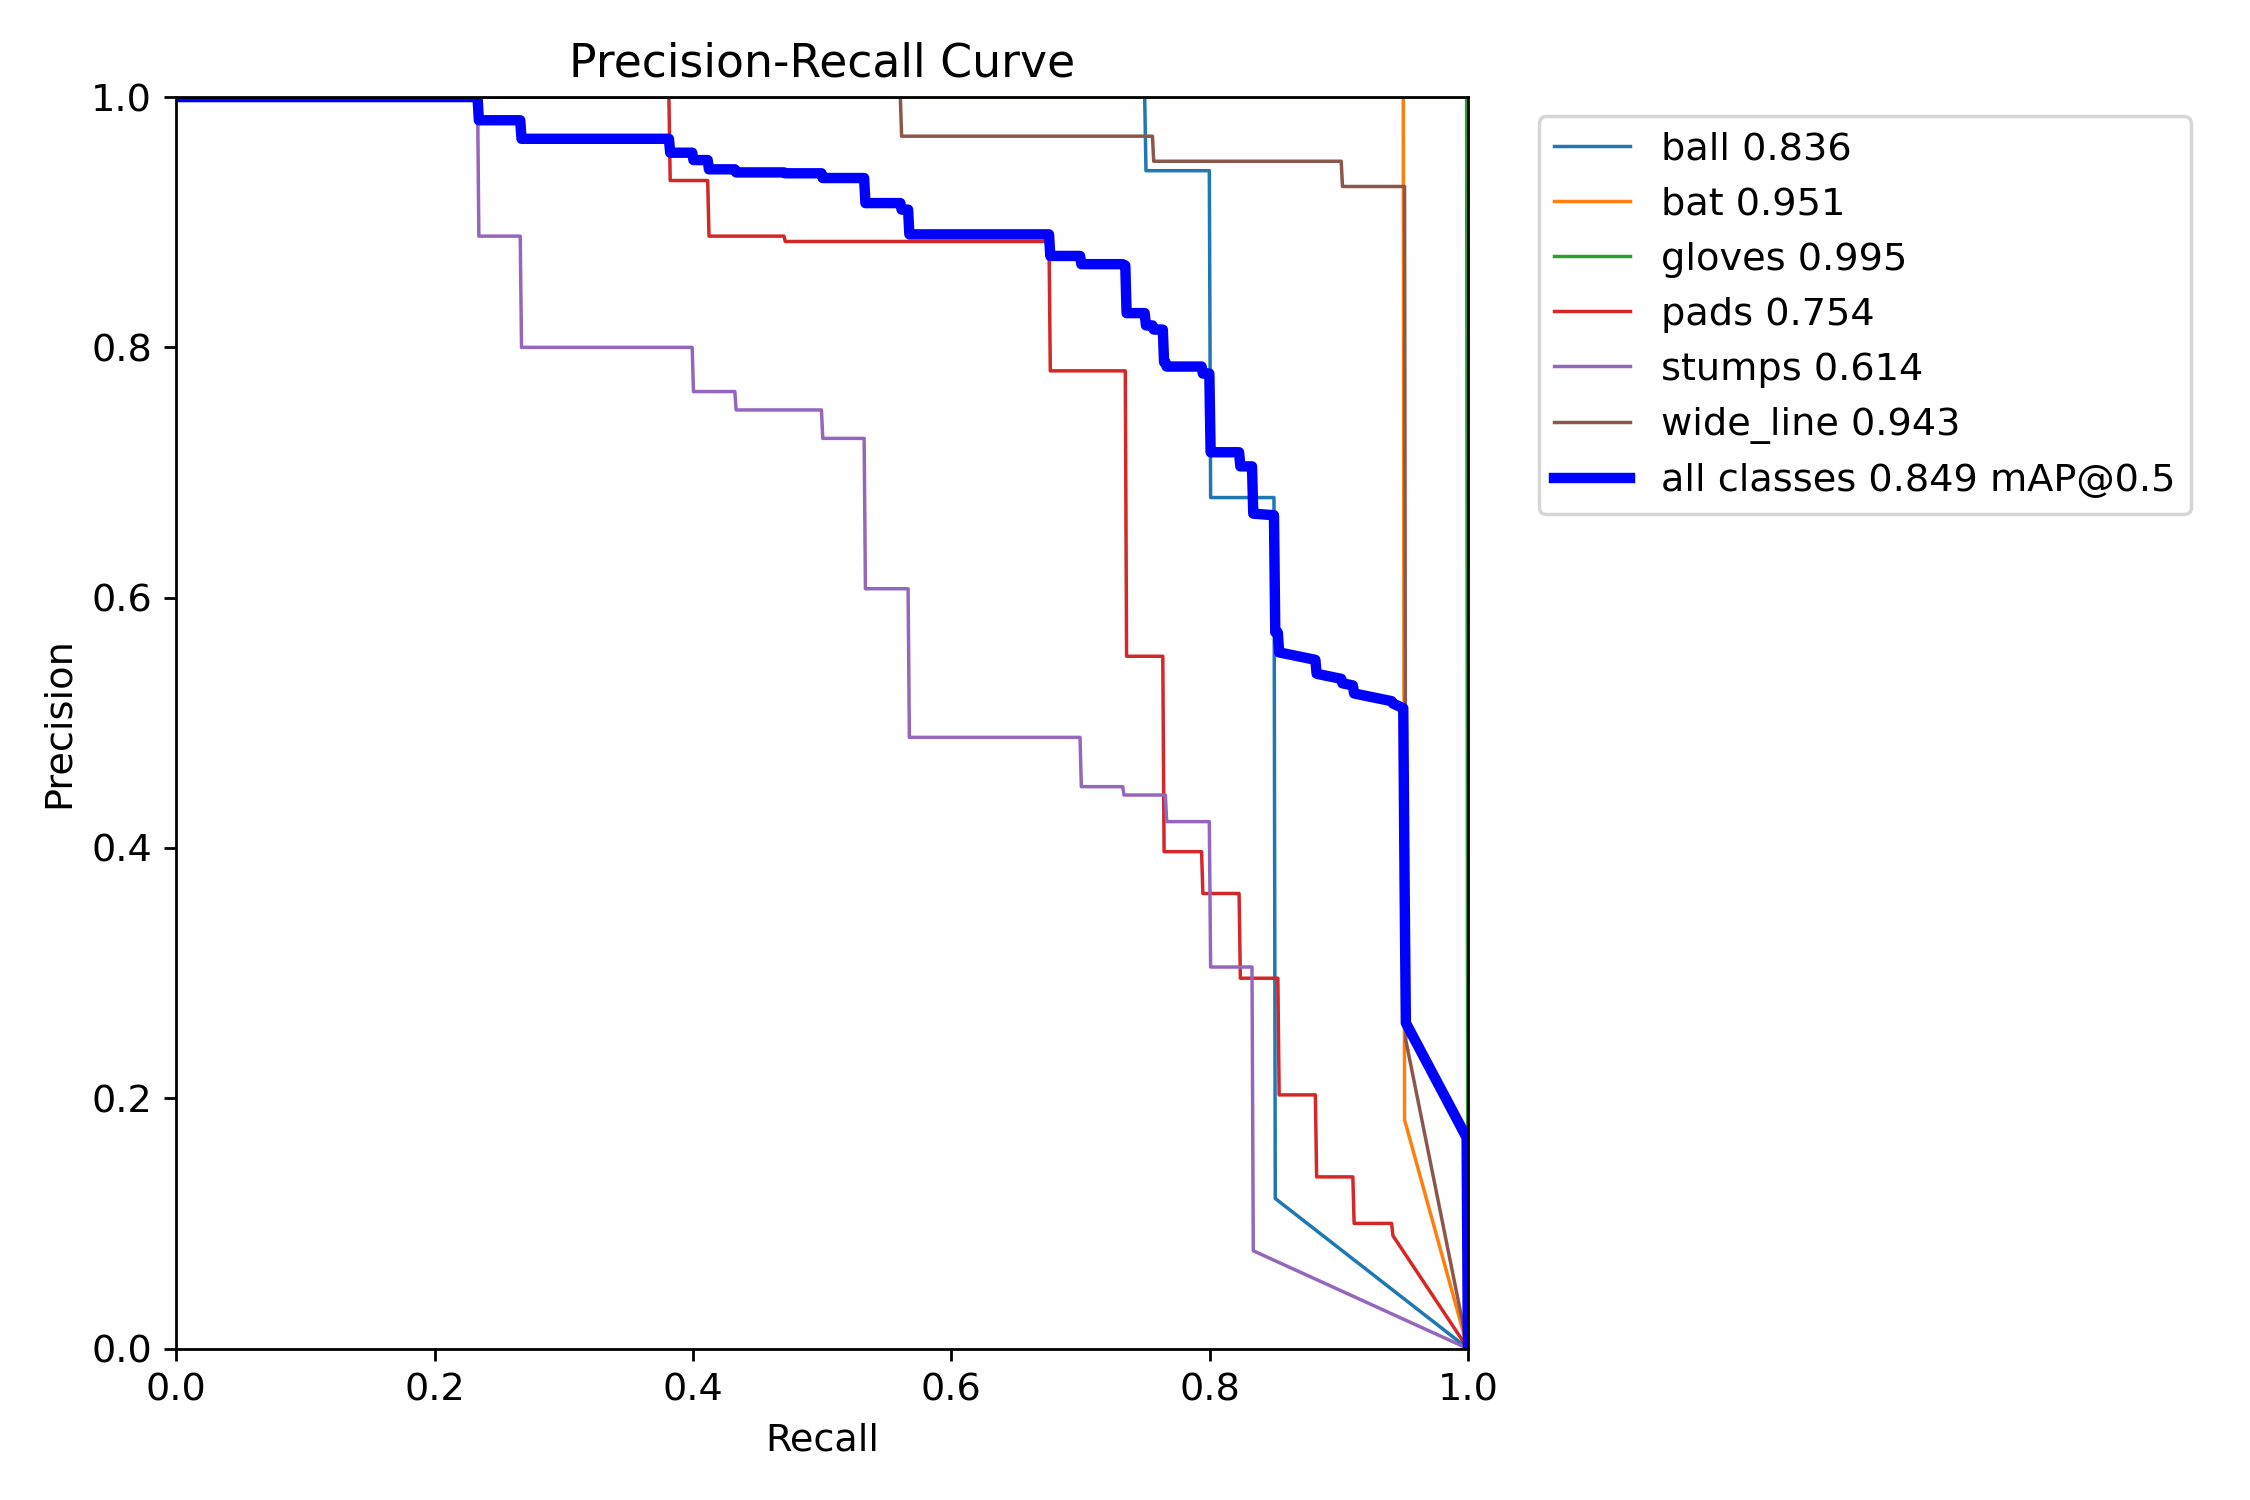 Precision-Recall Curve
1.0
0.8
0.6
0.4
0.2
0.0
Precision
0.0 0.2 0.4 0.6 0.8 1.0
Recall
ball 0.836
bat 0.951
gloves 0.995
pads 0.754
stumps 0.614
wide_line 0.943
all classes 0.849 mAP@0.5